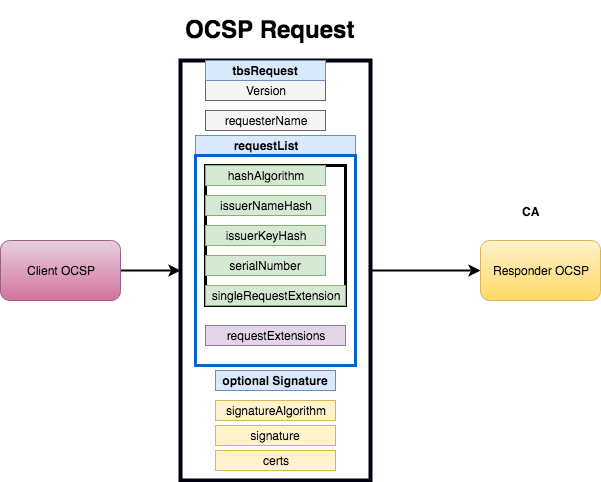 OCSP Request
tbsRequest
Version
requesterName
requestList
hashAlgorithm
issuerNameHash
issuerKeyHash
serialNumber
singleRequestExtension
requestExtensions
optional Signature
signatureAlgorithm
signature
certs
Client OCSP
CA
Responder OCSP